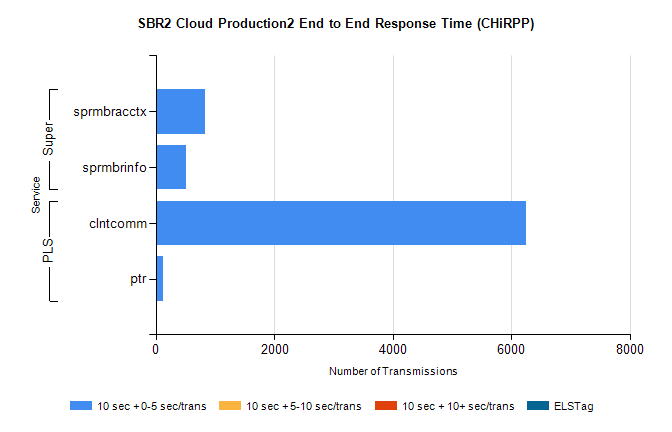 SBR2 Cloud Production2 End to End Response Time (CHiRPP)
Service
Super
sprmbracctx
sprmbrinfo
PLS
clntcomm
ptr
0 2000 4000 6000 8000
Number of Transmissions
10 sec +0-5 sec/trans 10 sec +5-10 sec/trans 10 sec + 10+ sec/trans ELSTag